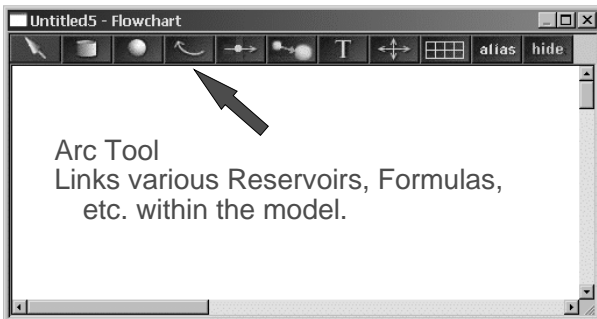 Untitled5 - Flowchart
T alias hide
Arc Tool
Links various Reservoirs, Formulas,
etc. within the model.